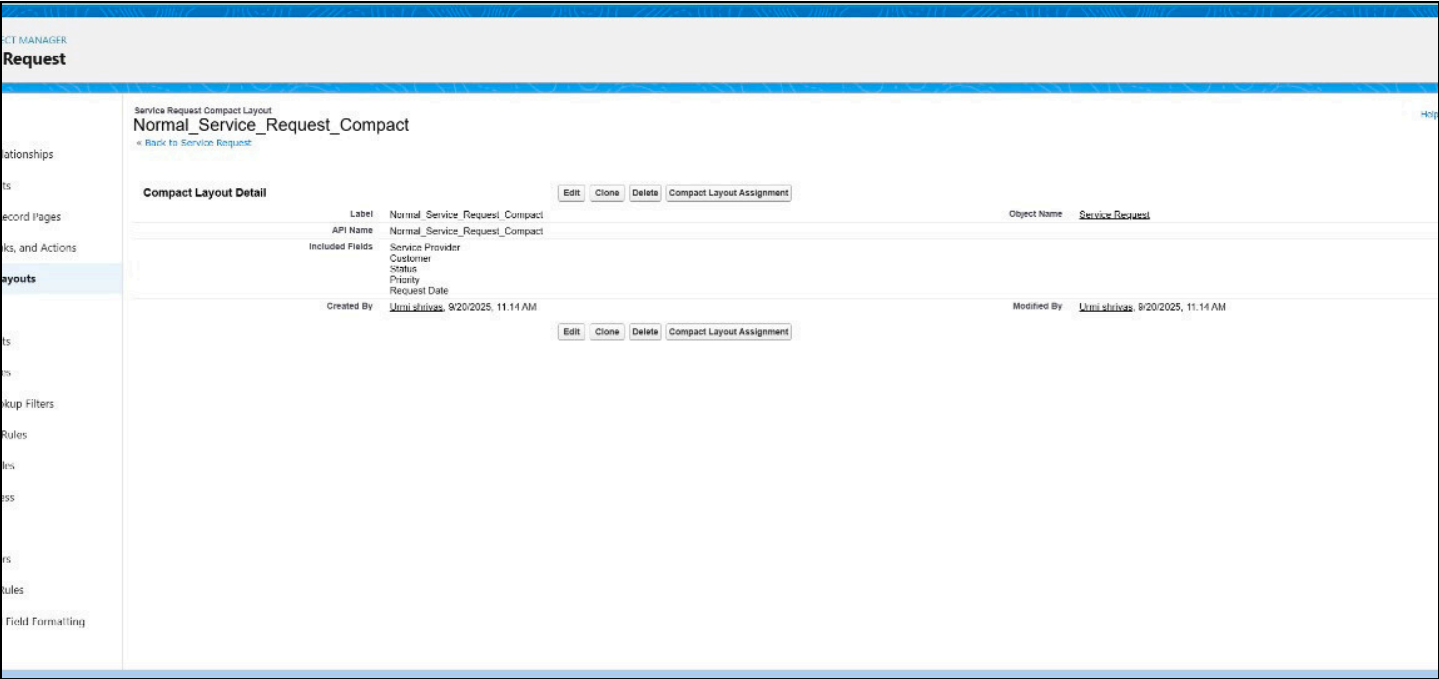 ECT MANAGER
Request
Service Request Compact Layout
Normal_Service_Request_Compact
« Back to Service Request
Help
lationships
ts
ecord Pages
ks, and Actions
ayouts
ts
es
okup Filters
Rules
les
ess
rs
Rules
Field Formatting
Compact Layout Detail
Edit Clone Delete Compact Layout Assignment
Label Normal_Service_Request_Compact Object Name Service Request
API Name Normal_Service_Request_Compact
Included Fields Service Provider
Customer
Status
Priority
Request Date
Created By Urmi shrivas, 9/20/2025, 11:14 AM Modified By Urmi shrivas, 9/20/2025, 11:14 AM
Edit Clone Delete Compact Layout Assignment